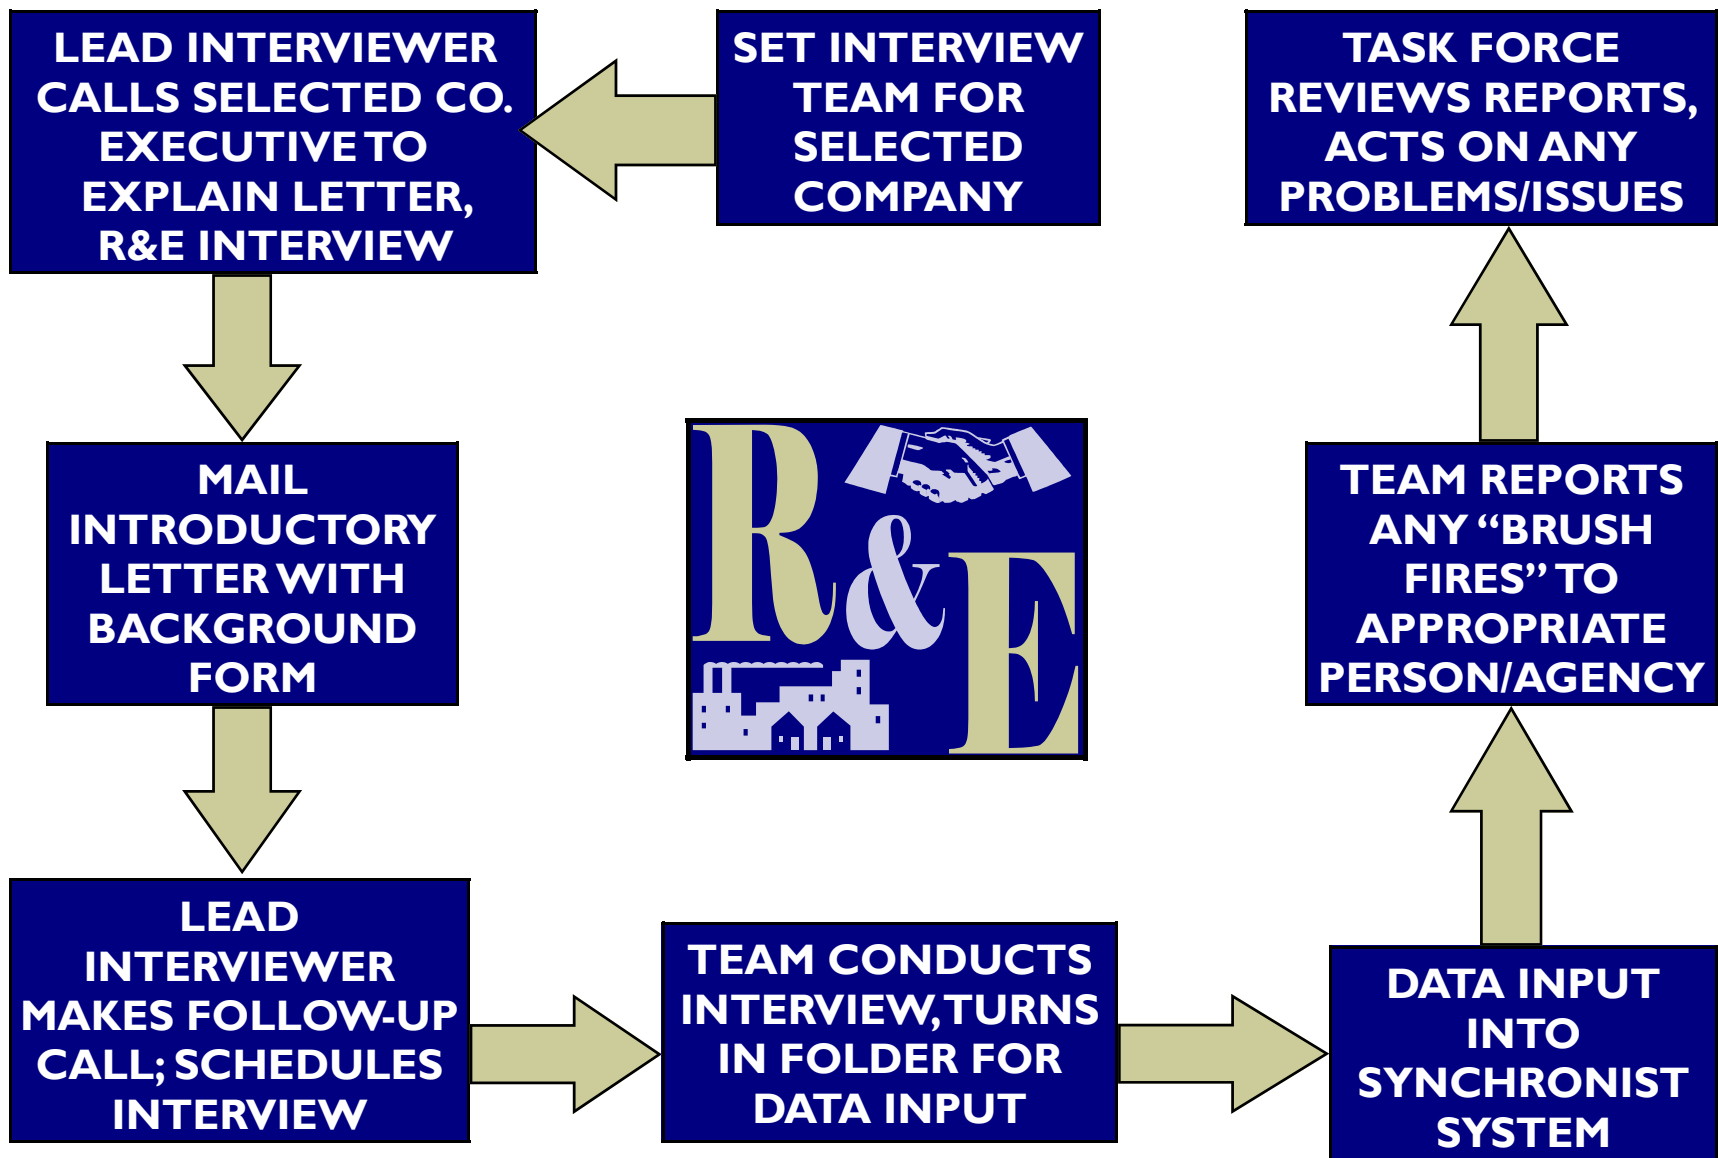 SET INTERVIEW
TEAM FOR
SELECTED
COMPANY
LEAD INTERVIEWER
CALLS SELECTED CO.
EXECUTIVE TO
EXPLAIN LETTER,
R&E INTERVIEW
MAIL
INTRODUCTORY
LETTER WITH
BACKGROUND
FORM
LEAD
INTERVIEWER
MAKES FOLLOW-UP
CALL; SCHEDULES
INTERVIEW
TEAM CONDUCTS
INTERVIEW, TURNS
IN FOLDER FOR
DATA INPUT
DATA INPUT
INTO
SYNCHRONIST
SYSTEM
TEAM REPORTS
ANY “BRUSH
FIRES” TO
APPROPRIATE
PERSON/AGENCY
TASK FORCE
REVIEWS REPORTS,
ACTS ON ANY
PROBLEMS/ISSUES
R&E